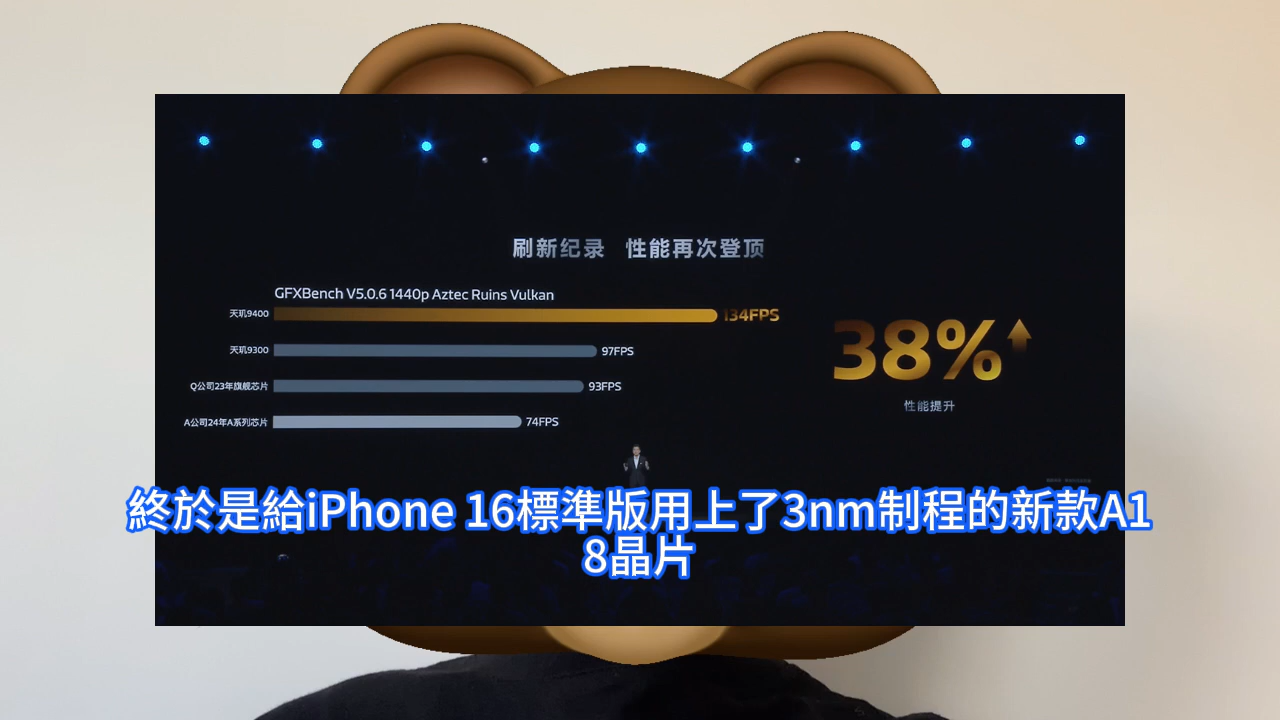 刷新纪录 性能再次登顶
GFXBench V5.0.6 1440p Aztec Ruins Vulkan
天玑9400 134FPS
天玑9300 97FPS
Q公司23年旗舰芯片 93FPS
A公司24年A系列芯片 74FPS
38%
性能提升
終於是給iPhone 16標準版用上了3nm制程的新款A1
8晶片